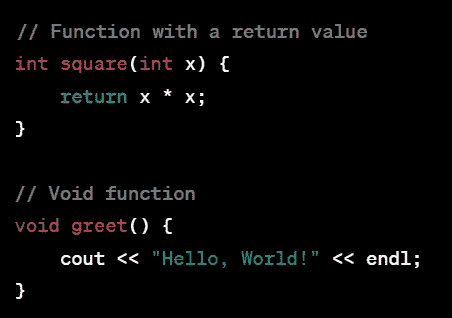 // Function with a return value
int square(int x) {
    return x * x;
}

// Void function
void greet() {
    cout << "Hello, World!" << endl;
}